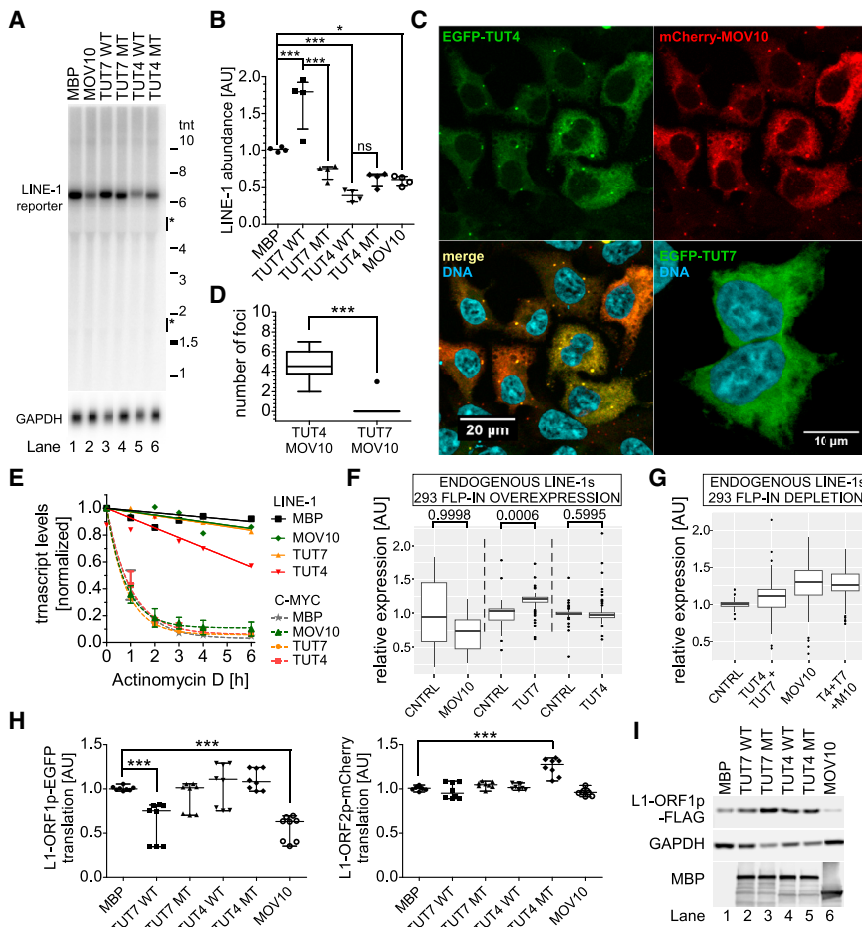 A
MBP
MOV10
TUT7 WT
TUT7 MT
TUT4 WT
TUT4 MT
tnt
10
LINE-1
reporter
6
*
4
3
2
*
1.5
1
GAPDH
Lane 1 2 3 4 5 6
B
LINE-1 abundance [AU]
2.5
2.0
1.5
1.0
0.5
0.0
*
***
*** ***
ns
MBP
TUT7 WT
TUT7 MT
TUT4 WT
TUT4 MT
MOV10
C
EGFP-TUT4
mCherry-MOV10
merge
DNA
20 µm
EGFP-TUT7
DNA
10 µm
D
number of foci
10
8
6
4
2
0
***
TUT4
MOV10
TUT7
MOV10
E
trnascript levels
[normalized]
1.0
0.8
0.6
0.4
0.2
0
0 1 2 3 4 5 6
Actinomycin D [h]
LINE-1
MBP
MOV10
TUT7
TUT4
C-MYC
MBP
MOV10
TUT7
TUT4
F
ENDOGENOUS LINE-1s
293 FLP-IN OVEREXPRESSION
0.9998 0.0006 0.5995
relative expression [AU]
2.0
1.5
1.0
0.5
CNTRL
MOV10
CNTRL
TUT7
CNTRL
TUT4
G
ENDOGENOUS LINE-1s
293 FLP-IN DEPLETION
relative expression [AU]
2.0
1.5
1.0
0.5
CNTRL
TUT4 +
TUT7
MOV10
T4+T7
+M10
H
L1-ORF1p-EGFP
translation [AU]
1.5
1.0
0.5
0.0
***
***
MBP
TUT7 WT
TUT7 MT
TUT4 WT
TUT4 MT
MOV10
L1-ORF2p-mCherry
translation [AU]
1.5
1.0
0.5
0.0
***
MBP
TUT7 WT
TUT7 MT
TUT4 WT
TUT4 MT
MOV10
I
MBP
TUT7 WT
TUT7 MT
TUT4 WT
TUT4 MT
MOV10
L1-ORF1p
-FLAG
GAPDH
MBP
Lane 1 2 3 4 5 6